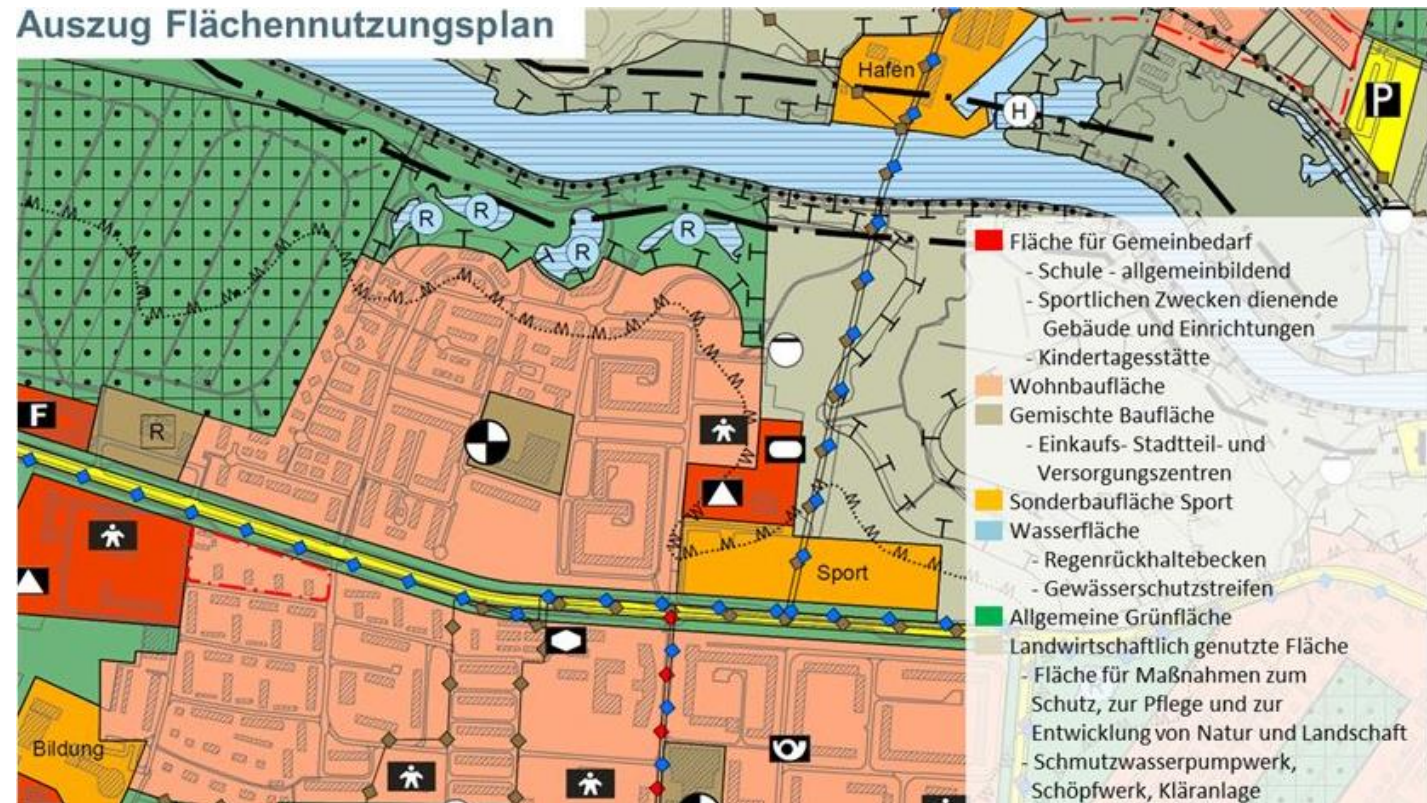 Auszug Flächennutzungsplan
Hafen
P
H
R
R
R
R
F
R
Sport
Bildung
Fläche für Gemeinbedarf
- Schule - allgemeinbildend
- Sportlichen Zwecken dienende
Gebäude und Einrichtungen
- Kindertagesstätte
Wohnbaufläche
Gemischte Baufläche
- Einkaufs- Stadtteil- und
Versorgungszentren
Sonderbaufläche Sport
Wasserfläche
- Regenrückhaltebecken
- Gewässerschutzstreifen
Allgemeine Grünfläche
Landwirtschaftlich genutzte Fläche
- Fläche für Maßnahmen zum
Schutz, zur Pflege und zur
Entwicklung von Natur und Landschaft
- Schmutzwasserpumpwerk,
Schöpfwerk, Kläranlage